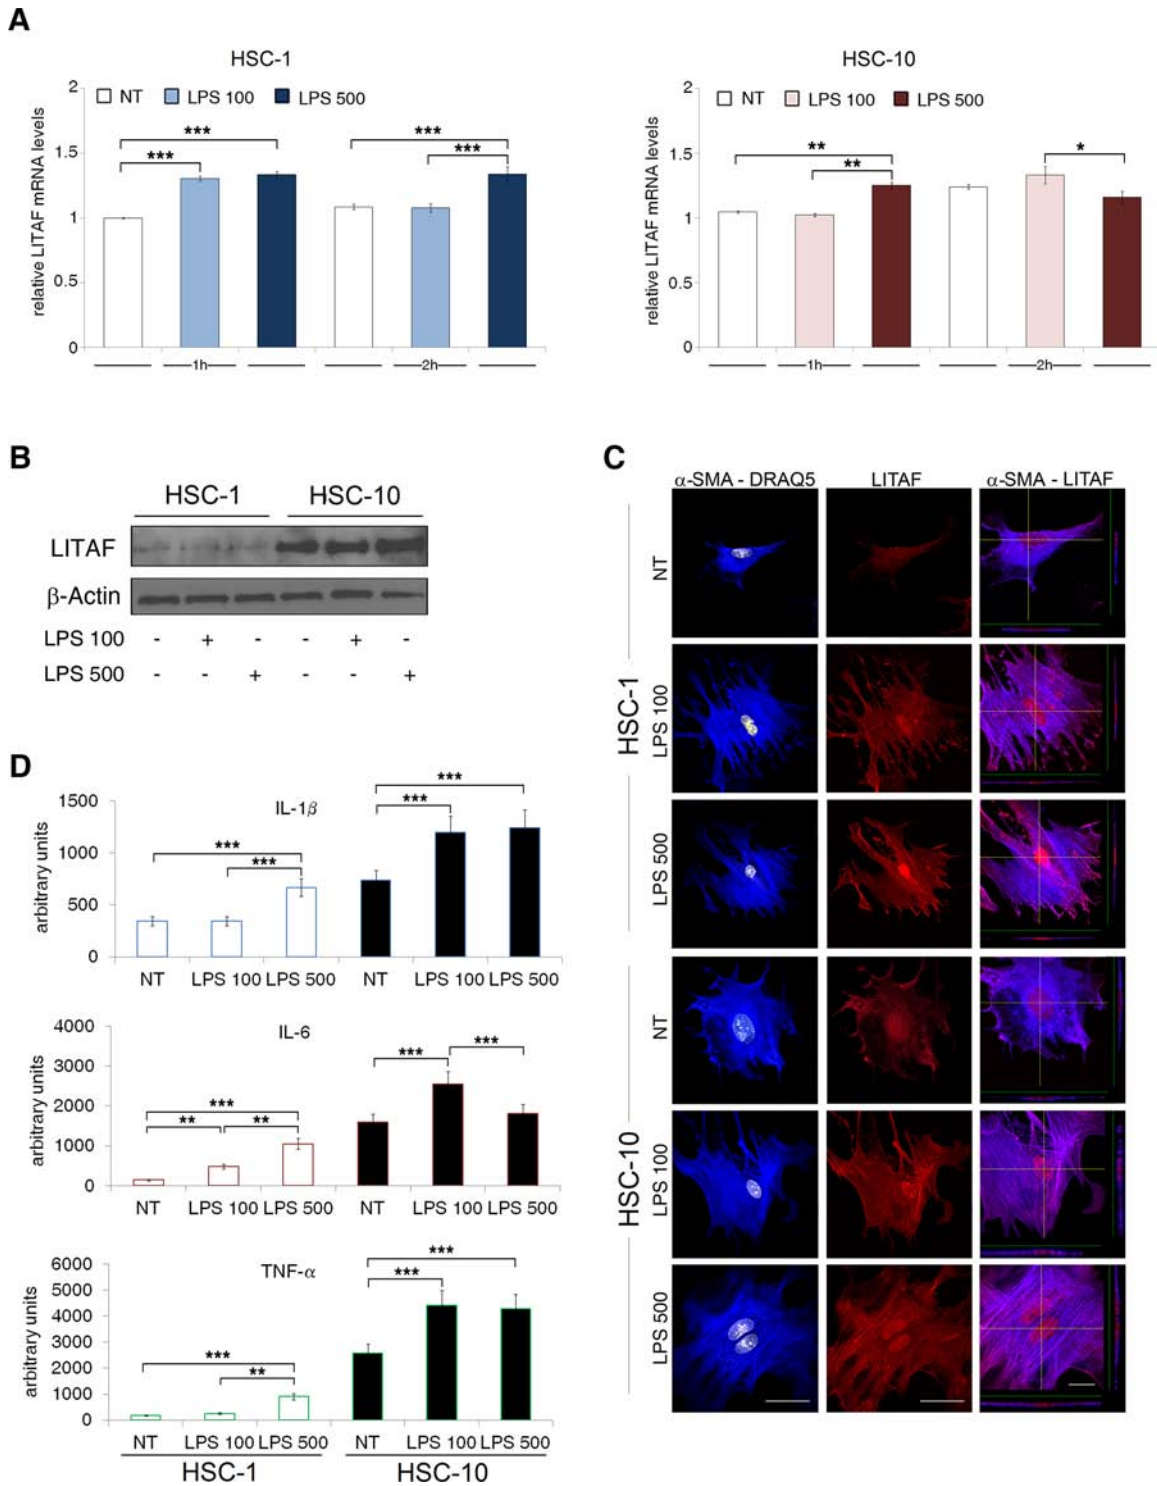 A
HSC-1
NT LPS 100 LPS 500
relative LITAF mRNA levels
2
1.5
1
0.5
0
*** *** *** ***
1h 2h
HSC-10
NT LPS 100 LPS 500
relative LITAF mRNA levels
2
1.5
1
0.5
0
** ** *
1h 2h
B
HSC-1 HSC-10
LITAF
β-Actin
LPS 100 - + - - + -
LPS 500 - - + - - +
C
α-SMA - DRAQ5 LITAF α-SMA - LITAF
HSC-1
NT
LPS 100
LPS 500
HSC-10
NT
LPS 100
LPS 500
D
IL-1β
arbitrary units
1500
1000
500
0
*** *** *** ***
NT LPS 100 LPS 500 NT LPS 100 LPS 500
IL-6
arbitrary units
4000
3000
2000
1000
0
*** ** ** *** ***
NT LPS 100 LPS 500 NT LPS 100 LPS 500
TNF-α
arbitrary units
6000
5000
4000
3000
2000
1000
0
*** ** *** ***
NT LPS 100 LPS 500 NT LPS 100 LPS 500
HSC-1 HSC-10